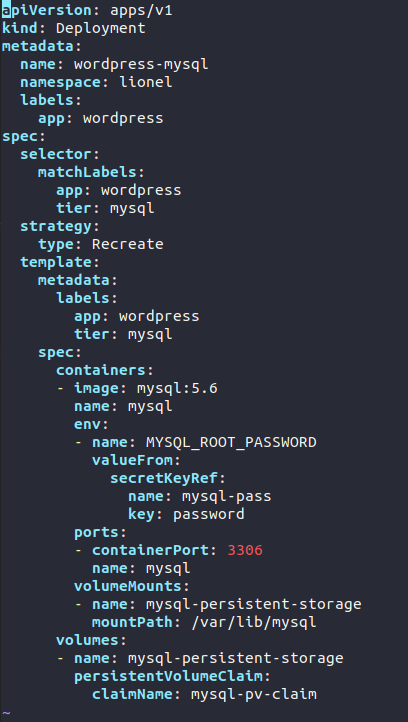 apiVersion: apps/v1
kind: Deployment
metadata:
  name: wordpress-mysql
  namespace: lionel
  labels:
    app: wordpress
spec:
  selector:
    matchLabels:
      app: wordpress
      tier: mysql
  strategy:
    type: Recreate
  template:
    metadata:
      labels:
        app: wordpress
        tier: mysql
    spec:
      containers:
      - image: mysql:5.6
        name: mysql
        env:
        - name: MYSQL_ROOT_PASSWORD
          valueFrom:
            secretKeyRef:
              name: mysql-pass
              key: password
        ports:
        - containerPort: 3306
          name: mysql
        volumeMounts:
        - name: mysql-persistent-storage
          mountPath: /var/lib/mysql
      volumes:
      - name: mysql-persistent-storage
        persistentVolumeClaim:
          claimName: mysql-pv-claim
~